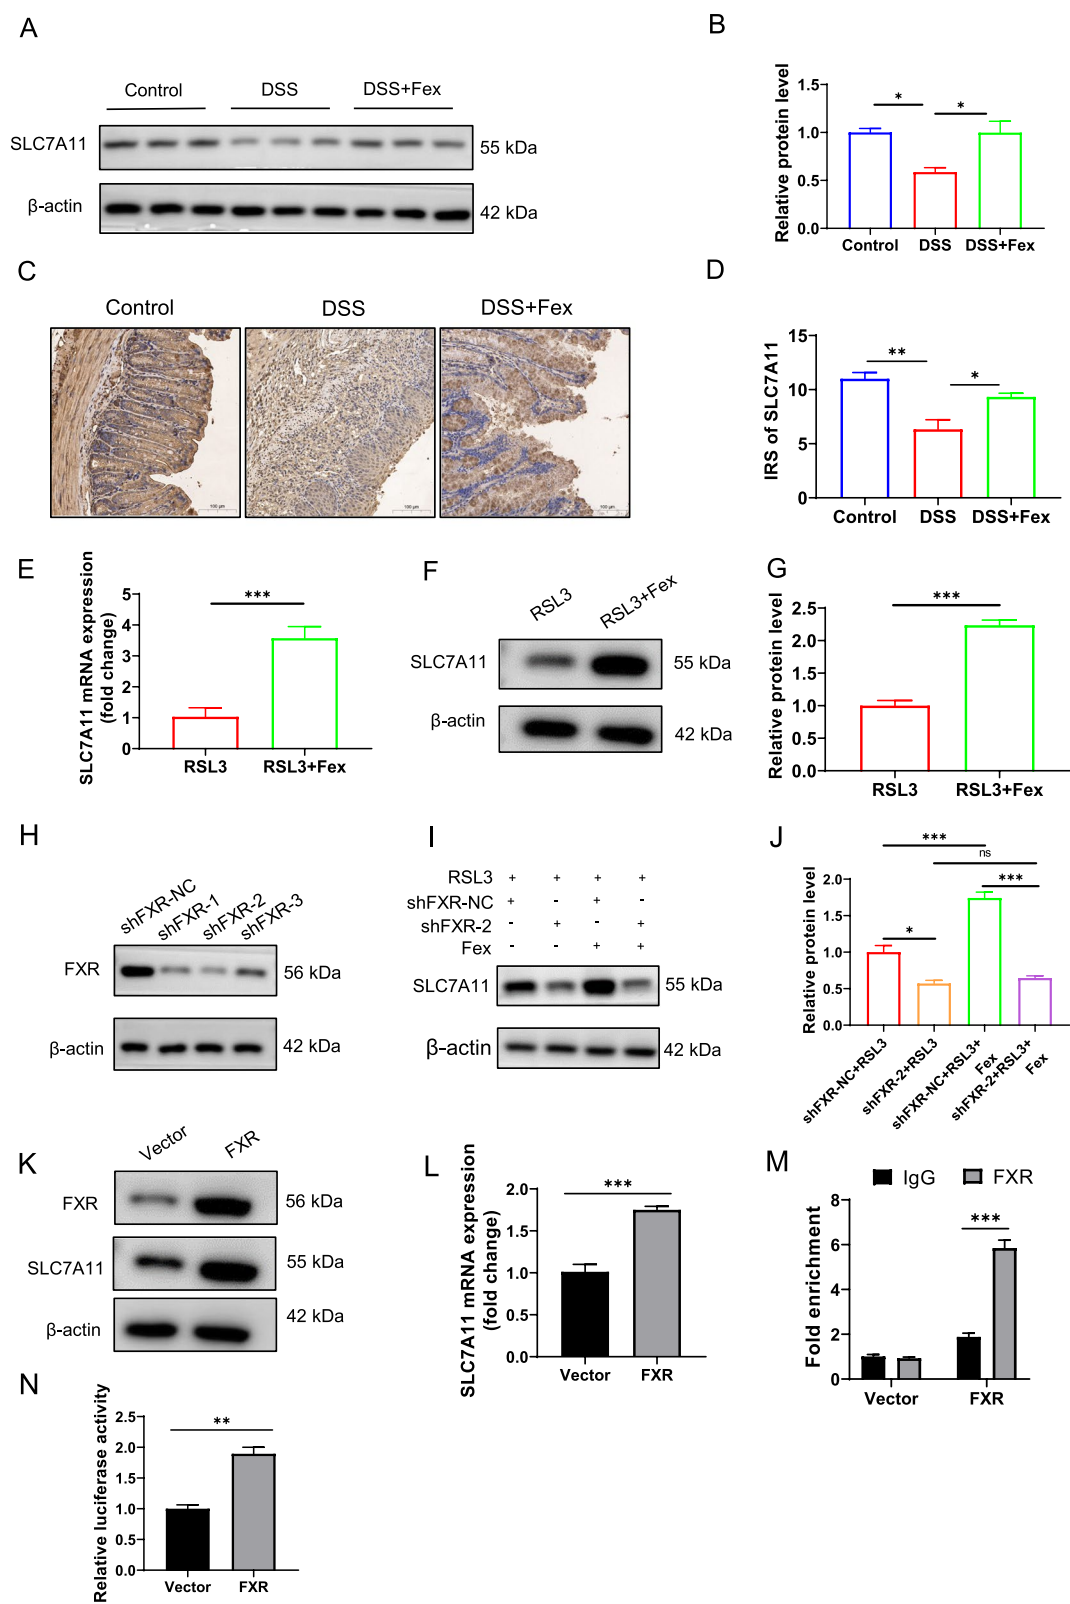 A
Control DSS DSS+Fex
SLC7A11 55 kDa
β-actin 42 kDa
B
Relative protein level
1.5
1.0
0.5
0.0
* *
Control DSS DSS+Fex
C
Control DSS DSS+Fex
100 μm 100 μm 100 μm
D
IRS of SLC7A11
15
10
5
0
** *
Control DSS DSS+Fex
E
SLC7A11 mRNA expression
(fold change)
5
4
3
2
1
0
***
RSL3 RSL3+Fex
F
RSL3 RSL3+Fex
SLC7A11 55 kDa
β-actin 42 kDa
G
Relative protein level
2.5
2.0
1.5
1.0
0.5
0.0
***
RSL3 RSL3+Fex
H
shFXR-NC shFXR-1 shFXR-2 shFXR-3
FXR 56 kDa
β-actin 42 kDa
I
RSL3 + + + +
shFXR-NC + - + -
shFXR-2 - + - +
Fex - - + +
SLC7A11 55 kDa
β-actin 42 kDa
J
Relative protein level
2.0
1.5
1.0
0.5
0.0
***
ns
***
*
shFXR-NC+RSL3
shFXR-2+RSL3
shFXR-NC+RSL3+
Fex
shFXR-2+RSL3+
Fex
K
Vector FXR
FXR 56 kDa
SLC7A11 55 kDa
β-actin 42 kDa
L
SLC7A11 mRNA expression
(fold change)
2.0
1.5
1.0
0.5
0.0
***
Vector FXR
M
IgG FXR
Fold enrichment
8
6
4
2
0
***
Vector FXR
N
Relative luciferase activity
2.5
2.0
1.5
1.0
0.5
0.0
**
Vector FXR